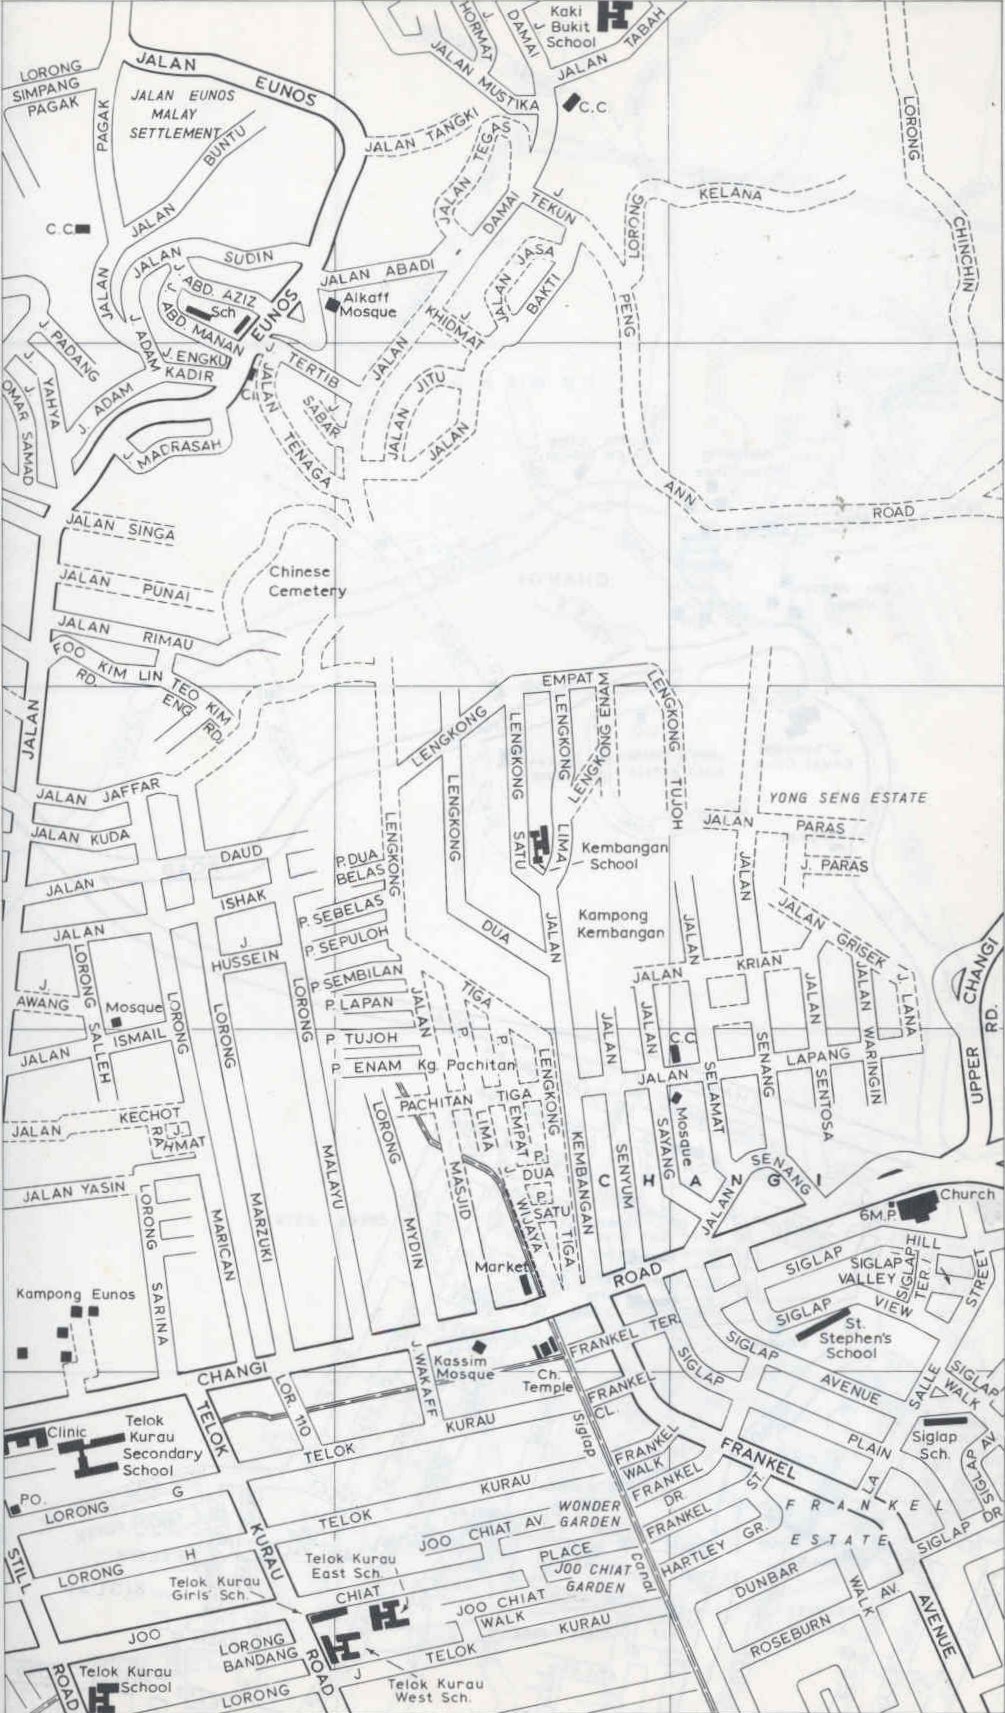 LORONG
SIMPANG
PAGAK
PAGAK
JALAN EUNOS
JALAN EUNOS
MALAY
SETTLEMENT
JALAN BUNTU
C.C.
J. HORMAT
J. DAMAI
Kaki
Bukit
School
JALAN TABAH
JALAN MUSTIKA
C.C.
JALAN TANGKI
JALAN TEGAS
DAMAI
J. TEKUN
LORONG KELANA
LORONG CHINCHIN
JALAN SUDIN
J. ABD. AZIZ
Sch
J. ABD. MANAN
J. ENGKU
KADIR
J. ADAM
J. ADAM
JALAN
EUNOS
JALAN ABADI
Alkaff
Mosque
J. KHIDMAT
JALAN JASA
BAKTI
PENG
ANN
ROAD
J. PADANG
J. YAHYA
OMAR SAMAD
J. MADRASAH
J. TERTIB
J. SABAR
JALAN TENAGA
JALAN
JALAN JITU
JALAN
JALAN SINGA
JALAN PUNAI
JALAN RIMAU
Chinese
Cemetery
FOO KIM LIN
RD.
TEO KIM
ENG RD.
JALAN
JALAN JAFFAR
JALAN KUDA
JALAN DAUD
JALAN ISHAK
J. HUSSEIN
J. AWANG
Mosque
JALAN ISMAIL
LORONG SALLEH
LENGKONG EMPAT
LENGKONG DUA
LENGKONG SATU
LENGKONG LIMA
LENGKONG ENAM
LENGKONG TUJOH
LENGKONG TIGA
Kembangan
School
Kampong
Kembangan
YONG SENG ESTATE
JALAN PARAS
J. PARAS
JALAN GRISEK
J. LANA
JALAN KRIAN
JALAN
JALAN
JALAN WARINGIN
JALAN SENTOSA
JALAN LAPANG
C.C.
UPPER CHANGI
RD.
P. DUA
BELAS
P. SEBELAS
P. SEPULOH
P. SEMBILAN
P. LAPAN
P. TUJOH
P. ENAM
Kg. Pachitan
PACHITAN
TIGA
P. LIMA
P. EMPAT
P. DUA
P. SATU
J. WIJAYA
LENGKONG TIGA
JALAN MASJID
JALAN KEMBANGAN
JALAN SENYUM
JALAN SAYANG
Mosque
SELAMAT
JALAN SENANG
JALAN SENANG
JALAN KECHOT
J. RAHMAT
JALAN YASIN
LORONG SARINA
LORONG MARICAN
LORONG MARZUKI
LORONG MALAYU
LORONG MYDIN
CHANGI
Market
ROAD
Church
6M.P.
SIGLAP HILL
SIGLAP
VALLEY
SIGLAP TER.
SIGLAP VIEW
St.
Stephen's
School
STREET
Kampong Eunos
CHANGI
J. WAKAFF
Kassim
Mosque
Ch.
Temple
FRANKEL TER.
FRANKEL
CL.
SIGLAP
SIGLAP AVENUE
SIGLAP PLAIN
LA SALLE
SIGLAP
WALK
Siglap
Sch.
SIGLAP AV.
SIGLAP DR.
Clinic
Telok
Kurau
Secondary
School
TELOK
LOR. 110
TELOK KURAU
P.O.
LORONG G
LORONG H
STILL
ROAD
KURAU
ROAD
TELOK KURAU
JOO CHIAT AV.
WONDER
GARDEN
JOO CHIAT PLACE
JOO CHIAT
GARDEN
JOO CHIAT
WALK
Siglap Canal
FRANKEL
WALK
FRANKEL
DR.
FRANKEL ST.
HARTLEY GR.
FRANKEL
AVENUE
FRANKEL
ESTATE
DUNBAR
WALK
AV.
ROSEBURN
Telok Kurau
East Sch.
Telok Kurau
Girls' Sch.
LORONG
BANDANG
J. TELOK KURAU
Telok Kurau
West Sch.
Telok Kurau
School
LORONG